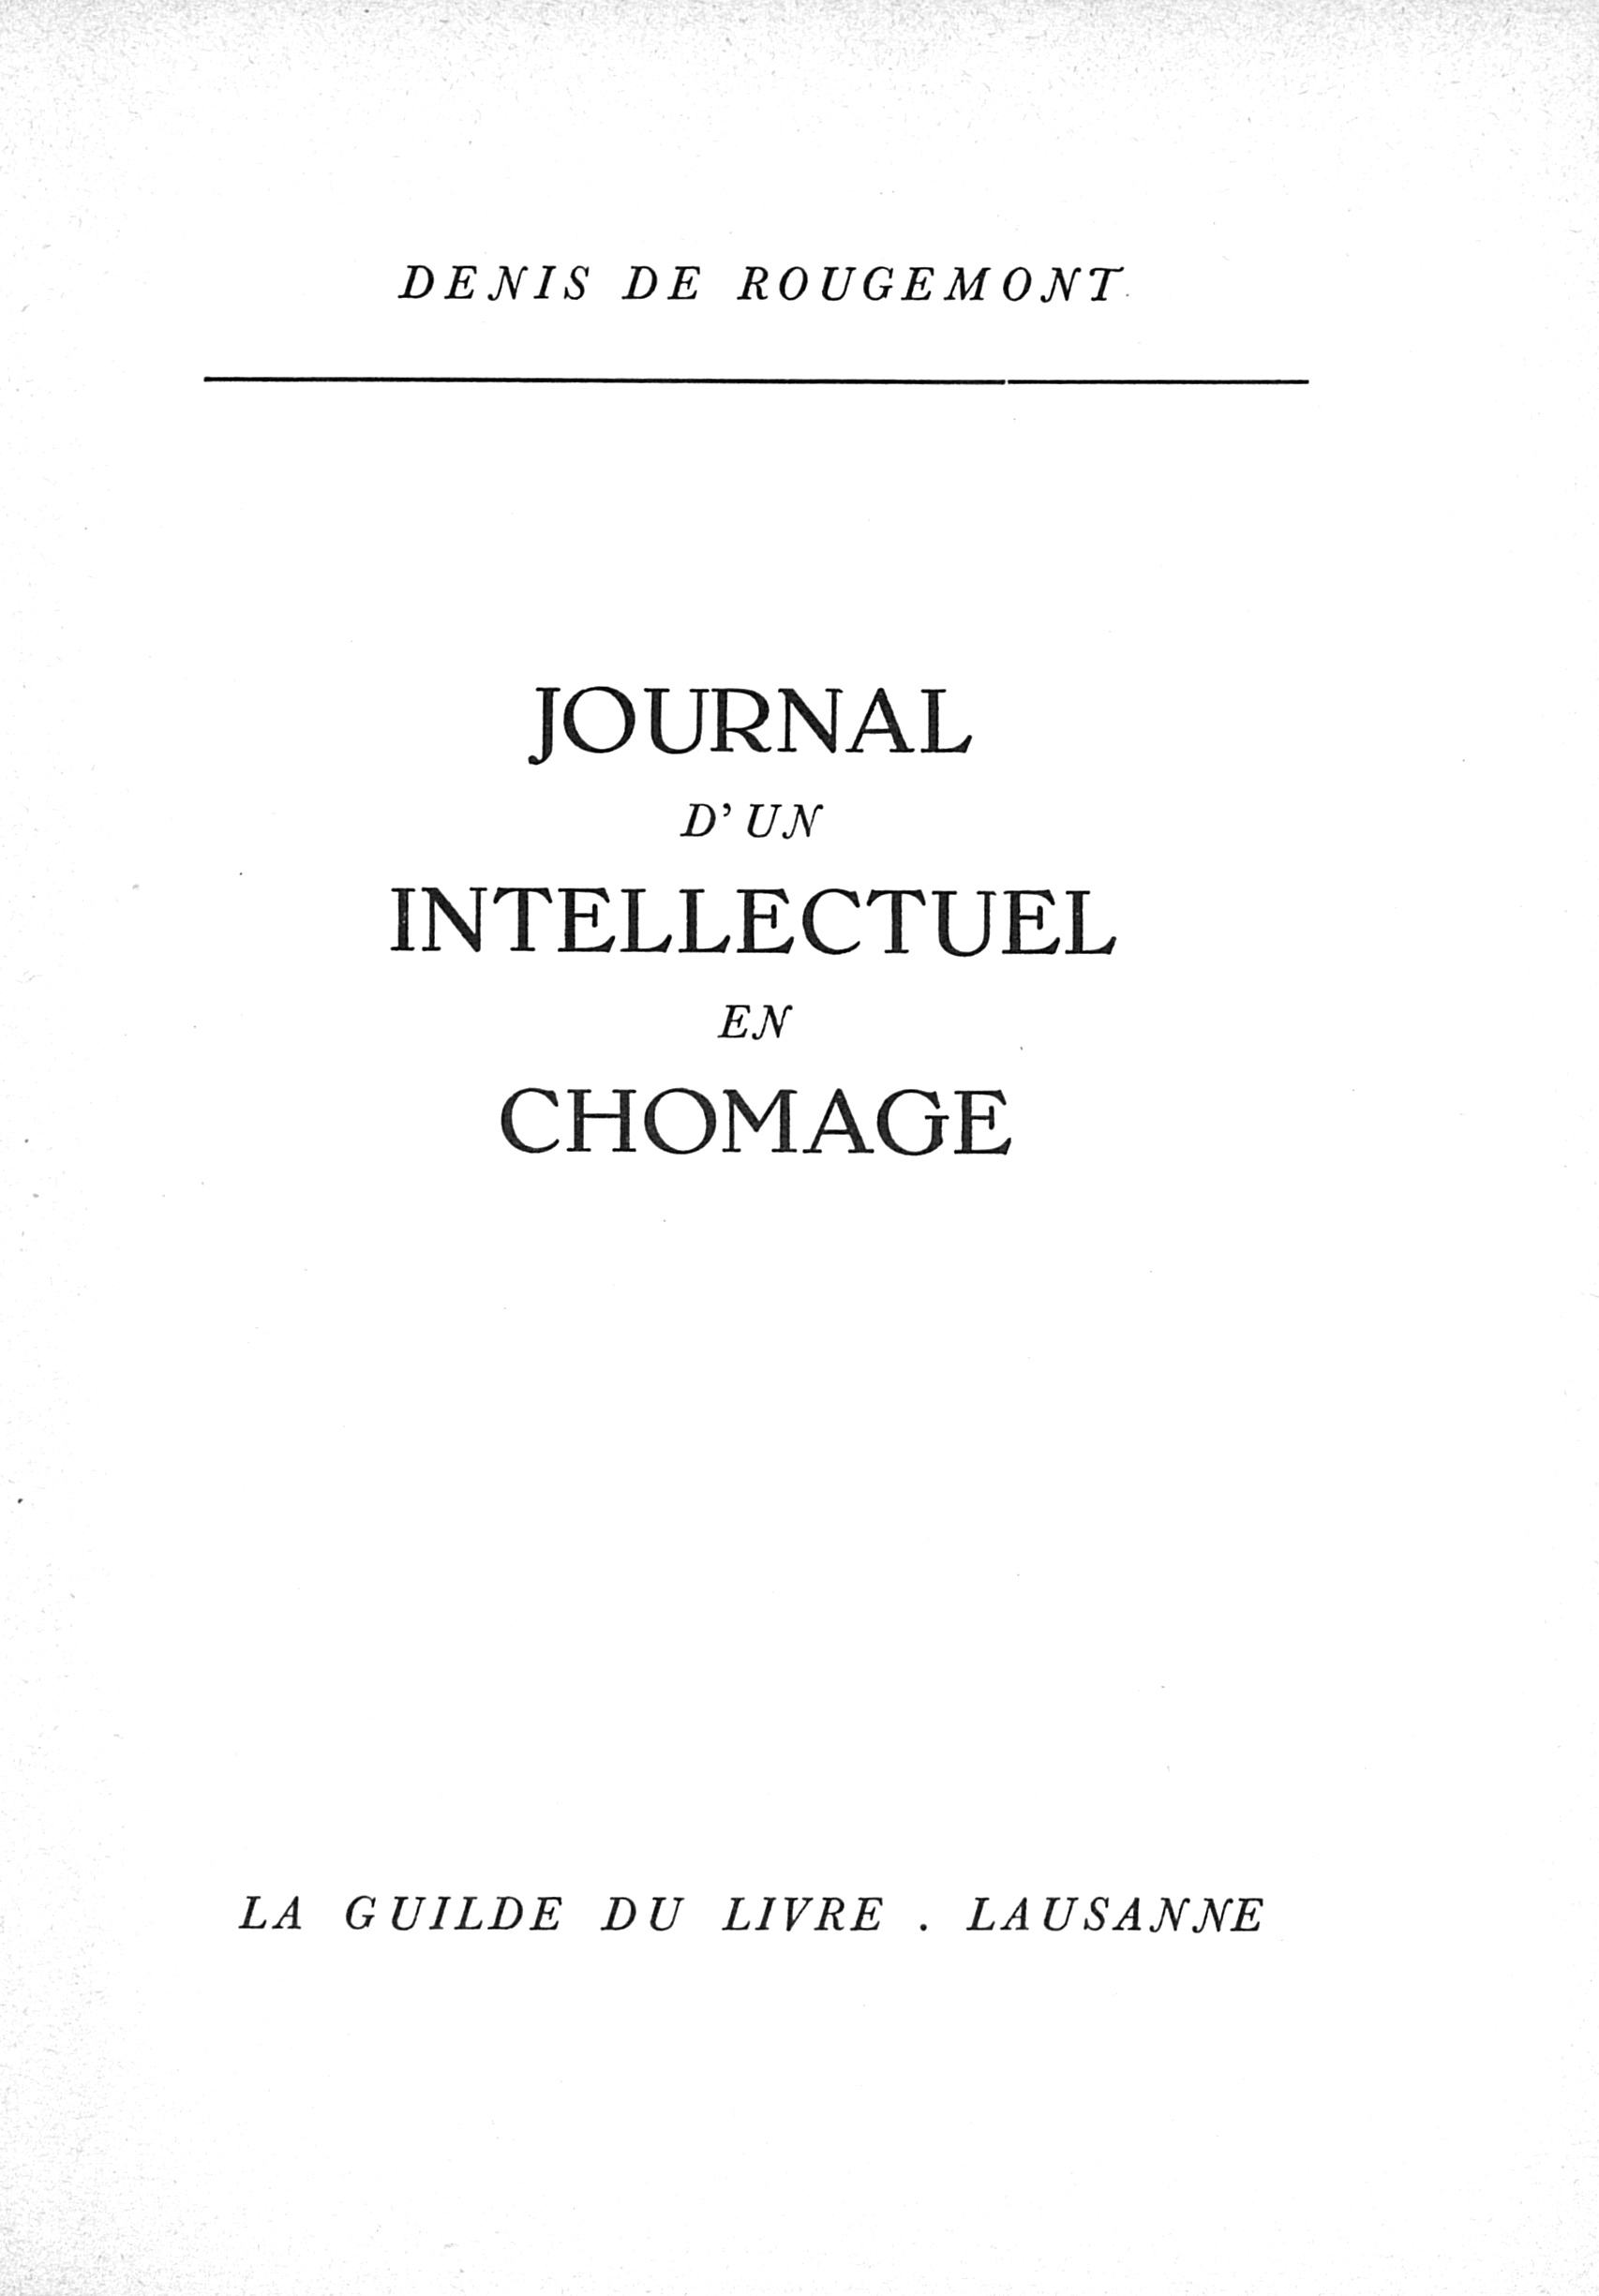 DENIS DE ROUGEMONT
JOURNAL
D'UN
INTELLECTUEL
EN
CHOMAGE
LA GUILDE DU LIVRE . LAUSANNE